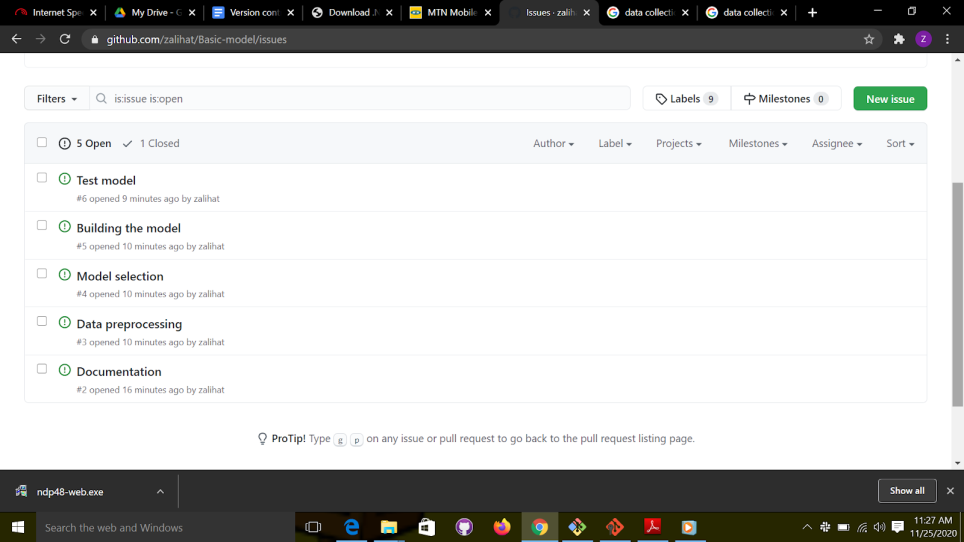 Internet Spe
My Drive - G
Version cont
Download .N
MTN Mobile
Issues · zalih
data collecti
data collecti
github.com/zalihat/Basic-model/issues
Z
Filters
is:issue is:open
Labels 9
Milestones 0
New issue
5 Open
1 Closed
Author
Label
Projects
Milestones
Assignee
Sort
Test model
#6 opened 9 minutes ago by zalihat
Building the model
#5 opened 10 minutes ago by zalihat
Model selection
#4 opened 10 minutes ago by zalihat
Data preprocessing
#3 opened 10 minutes ago by zalihat
Documentation
#2 opened 16 minutes ago by zalihat
ProTip! Type g p on any issue or pull request to go back to the pull request listing page.
ndp48-web.exe
Show all
Search the web and Windows
11:27 AM
11/25/2020